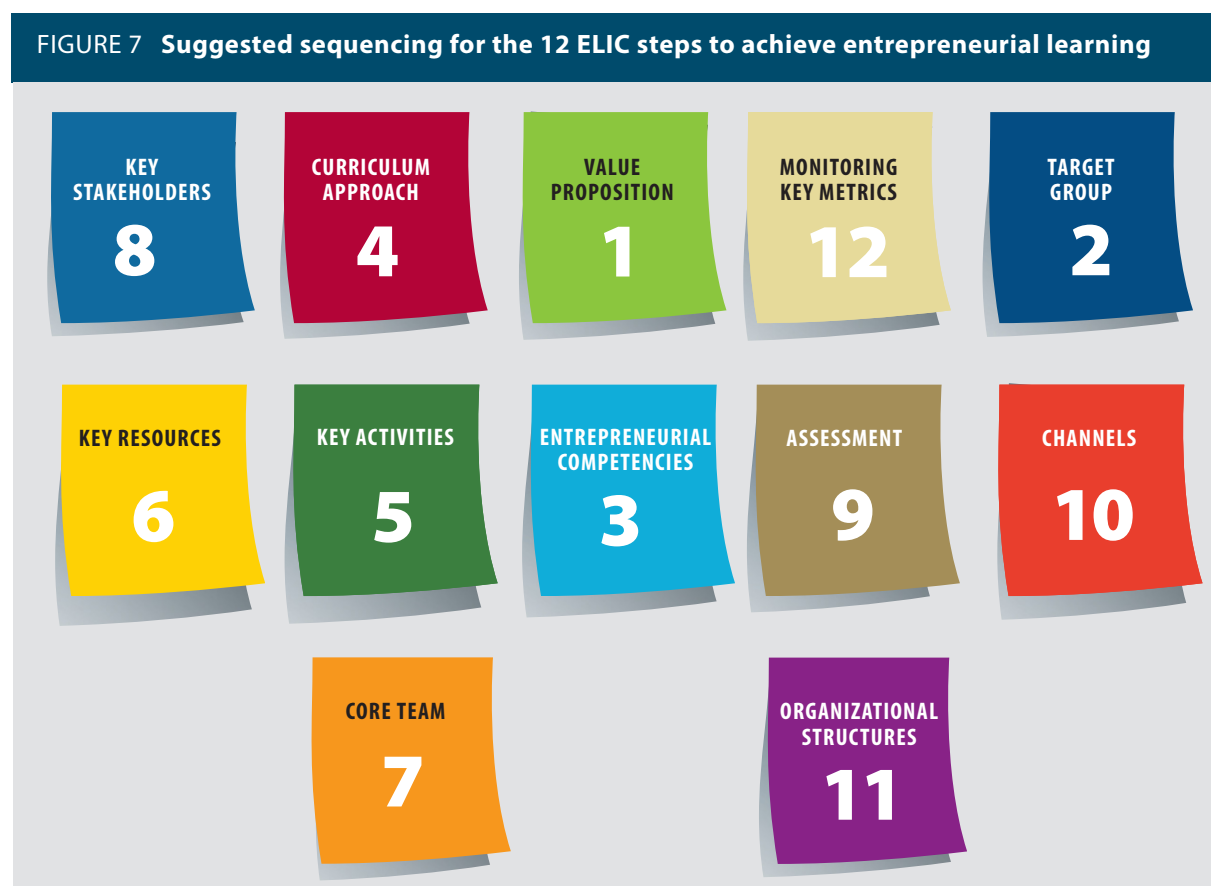 FIGURE 7 Suggested sequencing for the 12 ELIC steps to achieve entrepreneurial learning
KEY
STAKEHOLDERS
8
CURRICULUM
APPROACH
4
VALUE
PROPOSITION
1
MONITORING
KEY METRICS
12
TARGET
GROUP
2
KEY RESOURCES
6
KEY ACTIVITIES
5
ENTREPRENEURIAL
COMPETENCIES
3
ASSESSMENT
9
CHANNELS
10
CORE TEAM
7
ORGANIZATIONAL
STRUCTURES
11